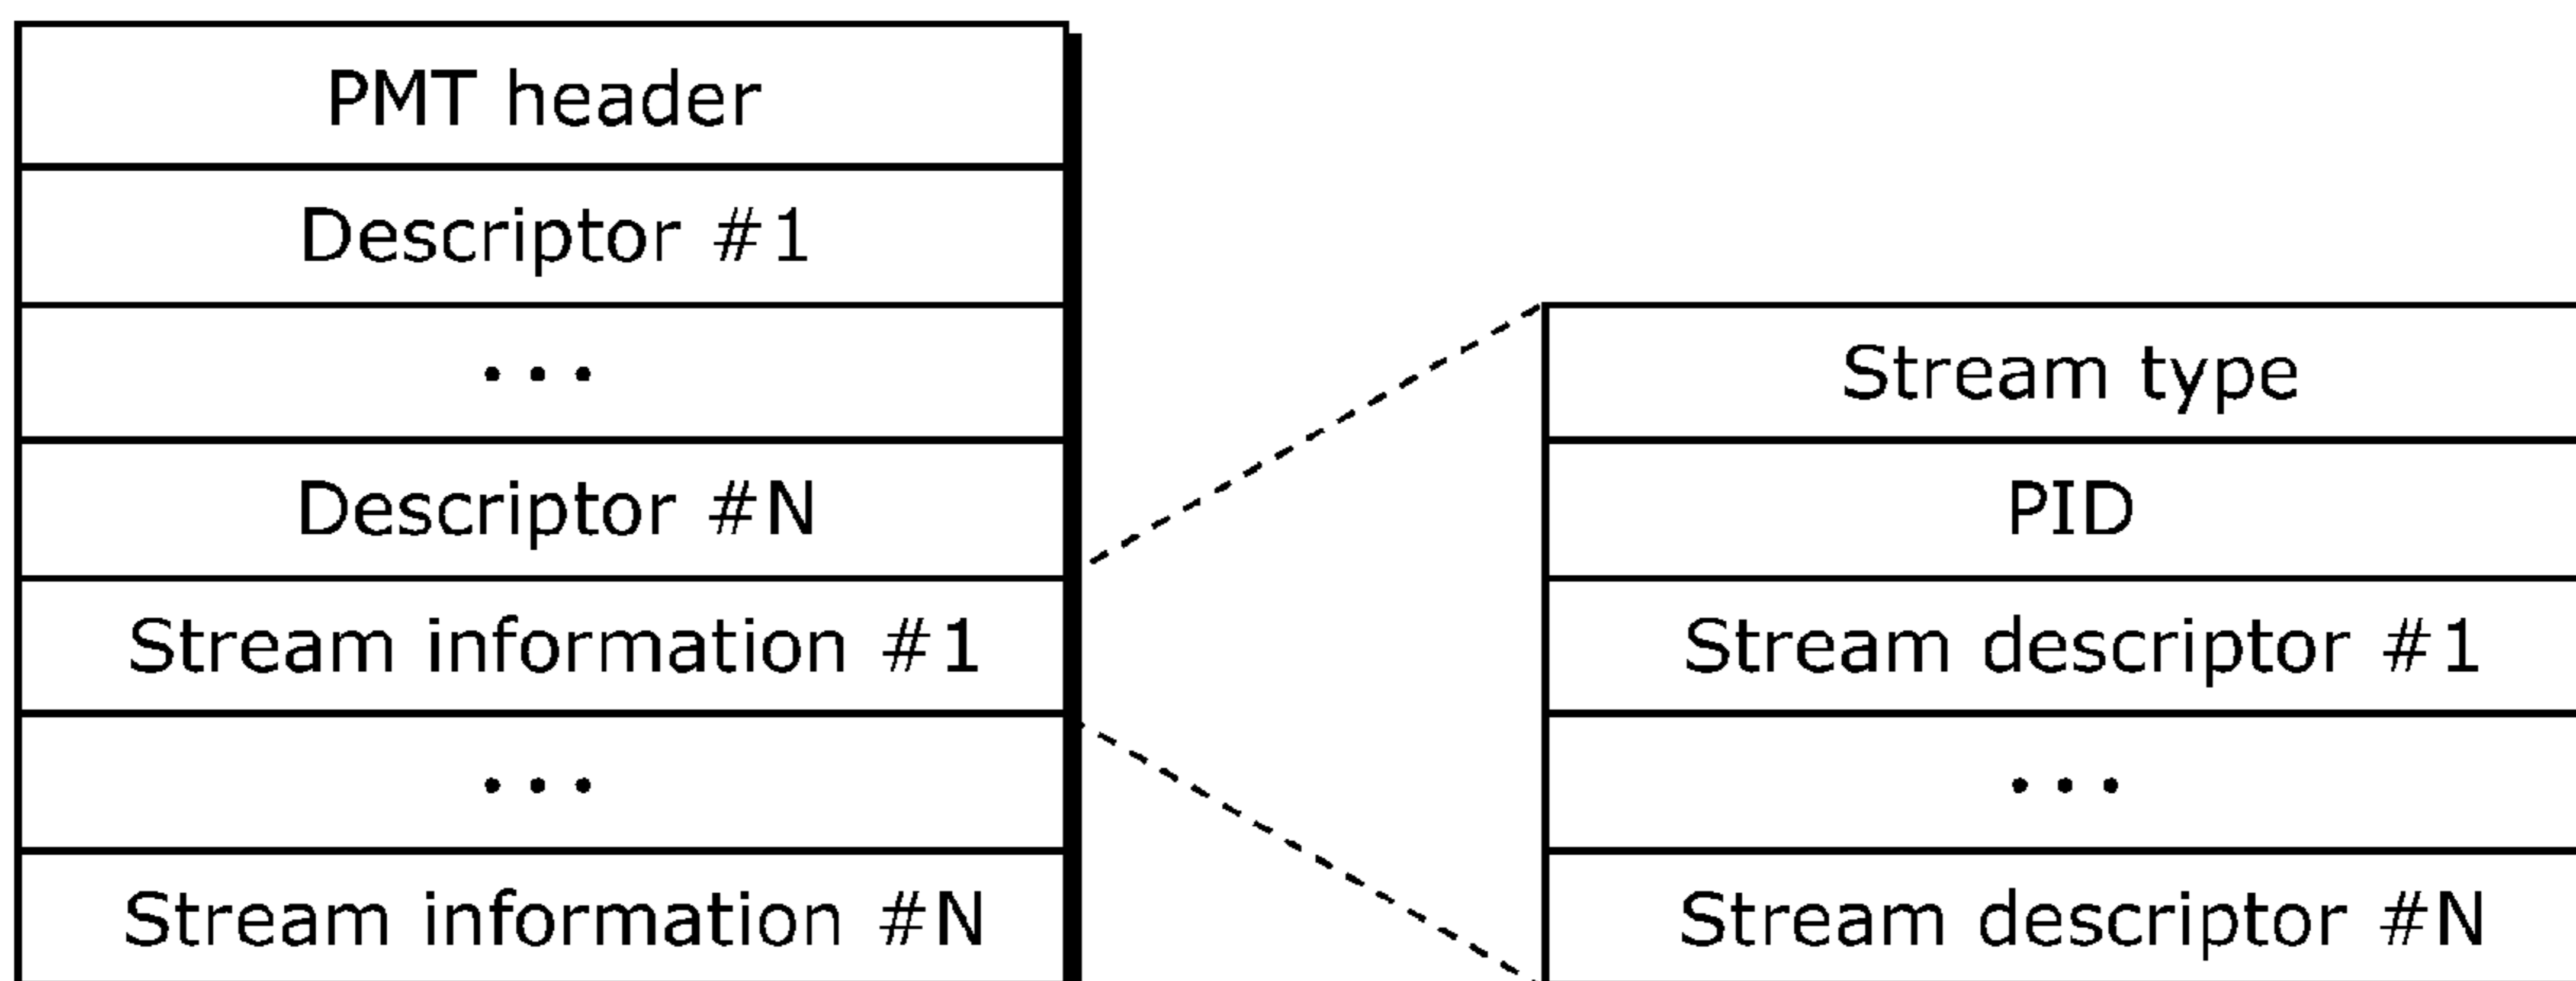 PMT header
Descriptor #1
...
Descriptor #N
Stream information #1
...
Stream information #N
Stream type
PID
Stream descriptor #1
...
Stream descriptor #N